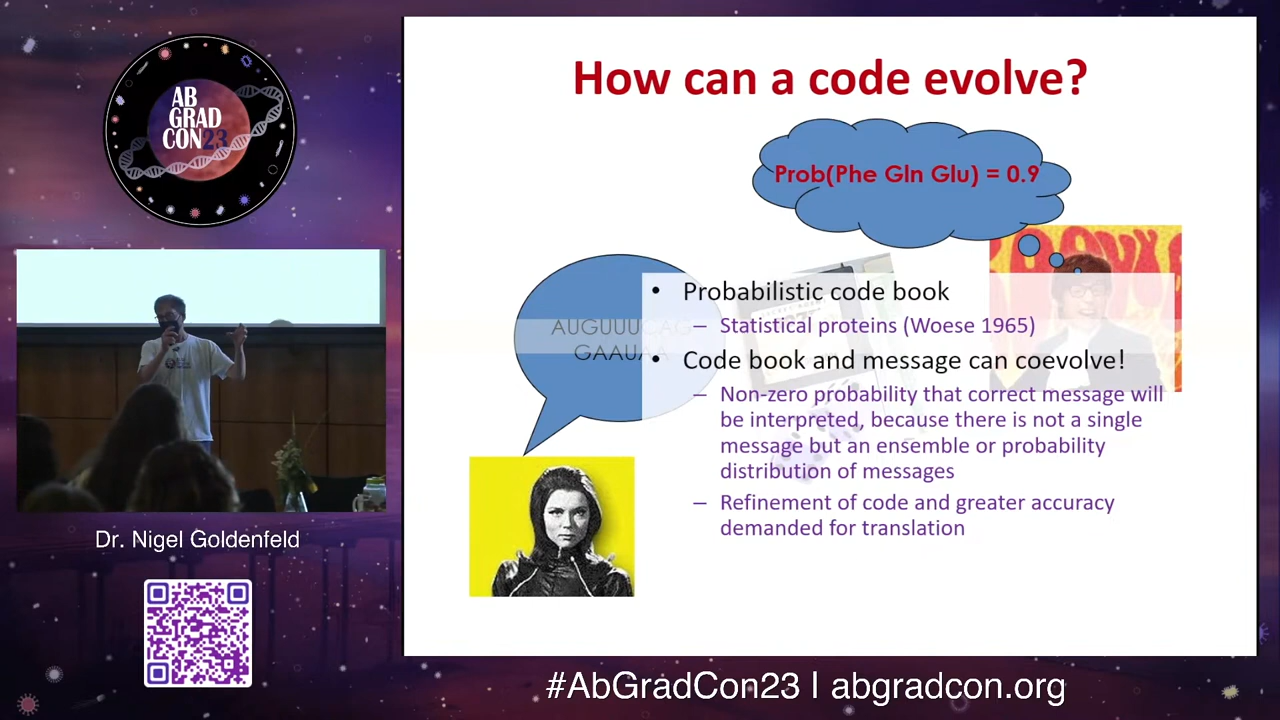 AB
GRAD
CON23
How can a code evolve?
Prob(Phe Gln Glu) = 0.9
AUGUUUCAG
GAAUAA
• Probabilistic code book
– Statistical proteins (Woese 1965)
• Code book and message can coevolve!
– Non-zero probability that correct message will
be interpreted, because there is not a single
message but an ensemble or probability
distribution of messages
– Refinement of code and greater accuracy
demanded for translation
Dr. Nigel Goldenfeld
#AbGradCon23 I abgradcon.org